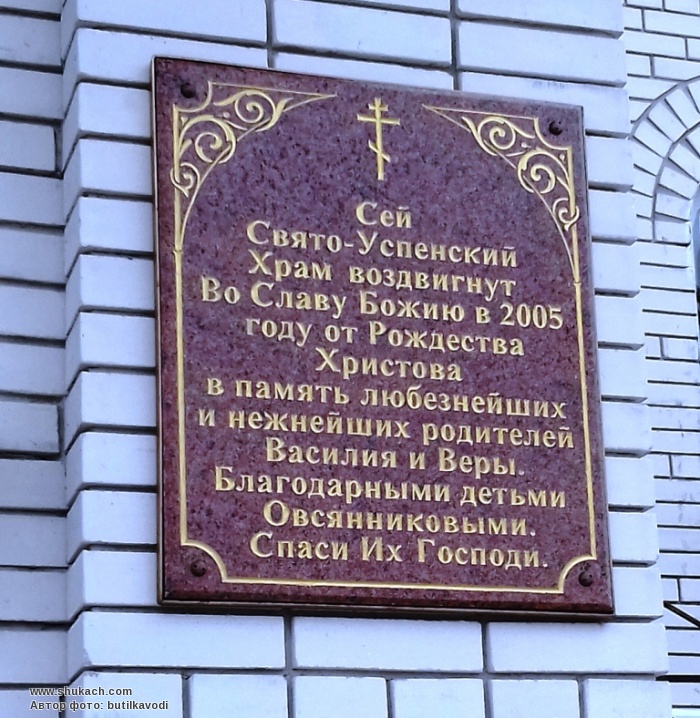 Сей
Свято-Успенский
Храм воздвигнут
Во Славу Божию в 2005
году от Рождества
Христова
в память любезнейших
и нежнейших родителей
Василия и Веры.
Благодарными детьми
Овсянниковыми.
Спаси Их Господи.
www.shukach.com
Автор фото: butilkavodi